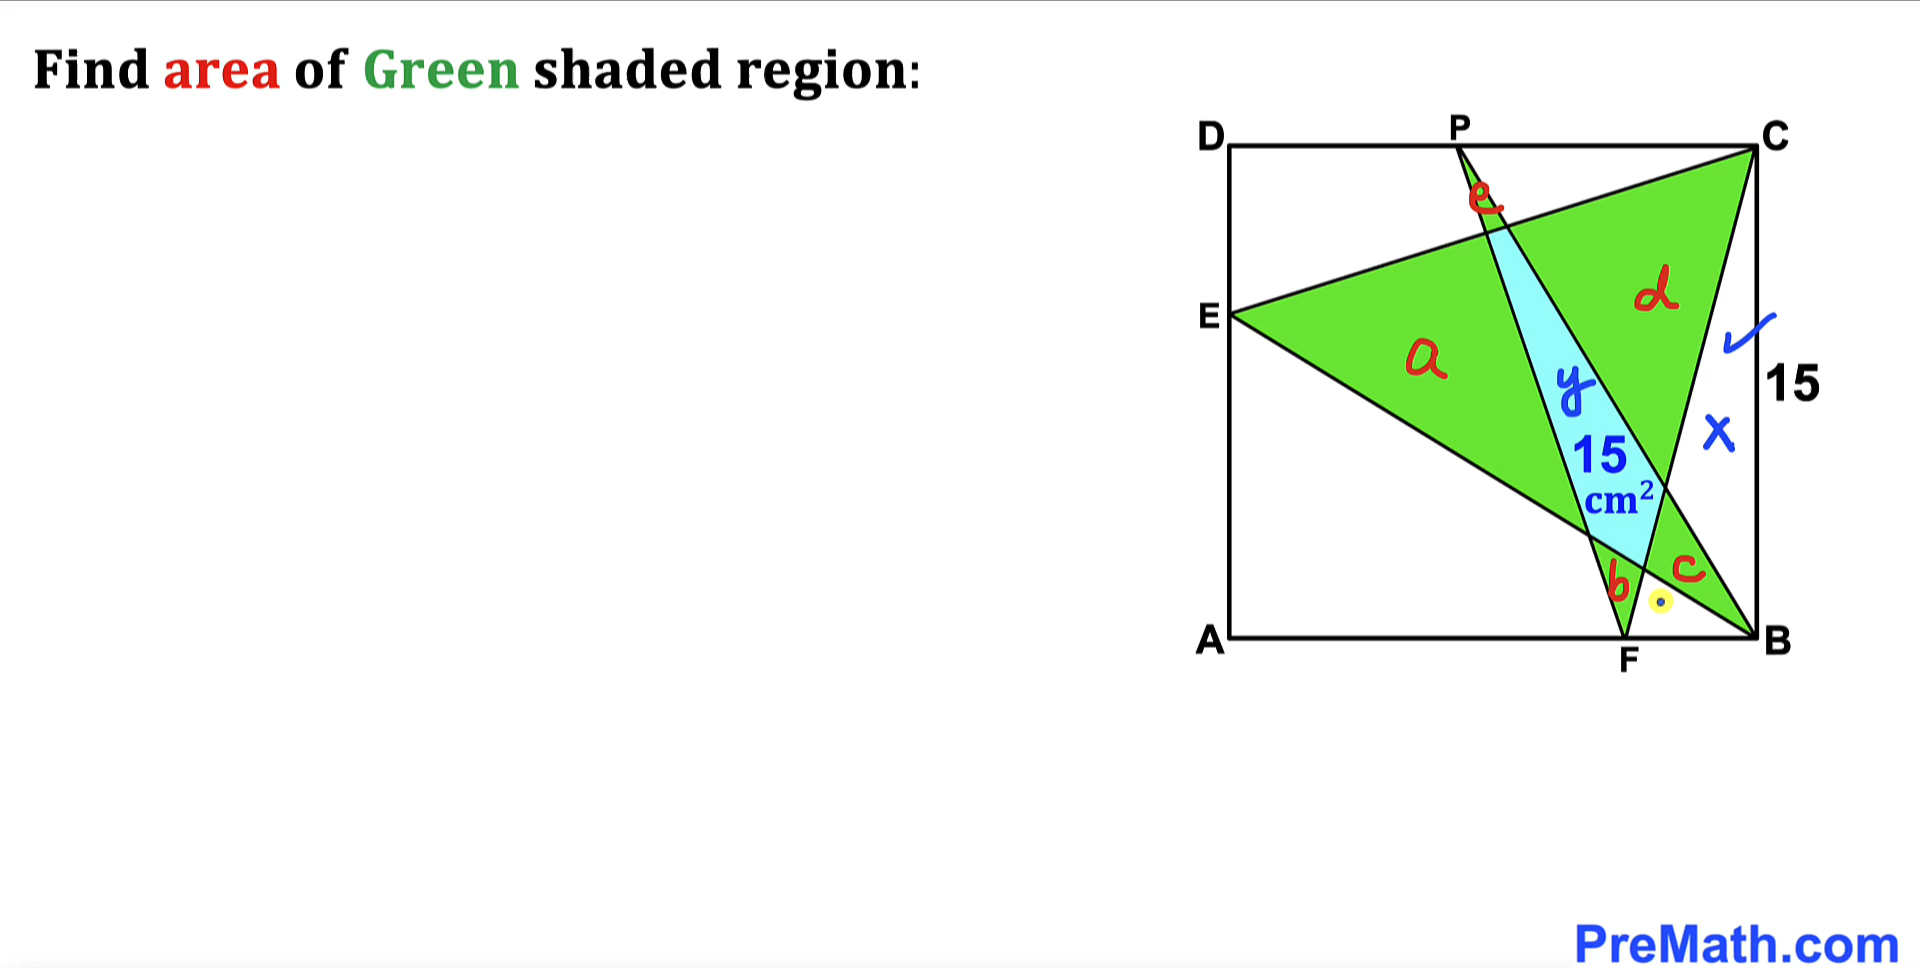 Find area of Green shaded region:
D
P
C
e
d
E
a
y
15
15
x
cm²
b
c
A
F
B
PreMath.com